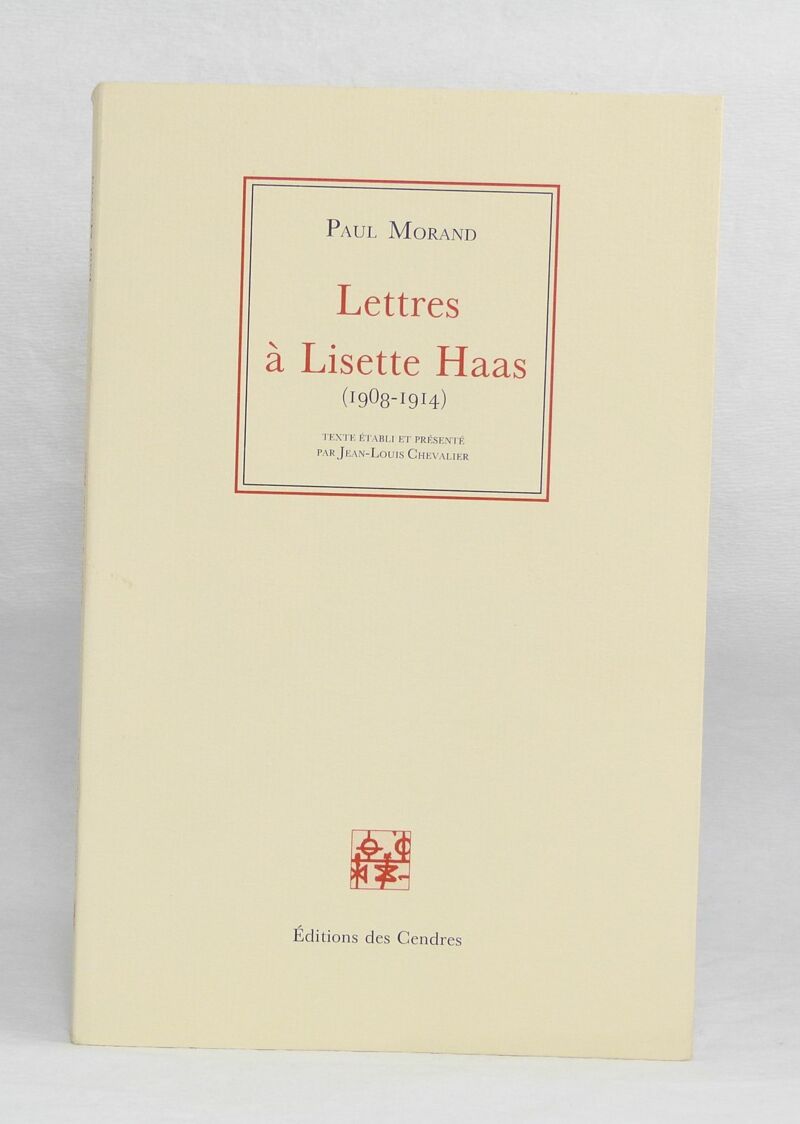 PAUL MORAND
Lettres
à Lisette Haas
(1908-1914)
TEXTE ÉTABLI ET PRÉSENTÉ
PAR JEAN-LOUIS CHEVALIER
Éditions des Cendres